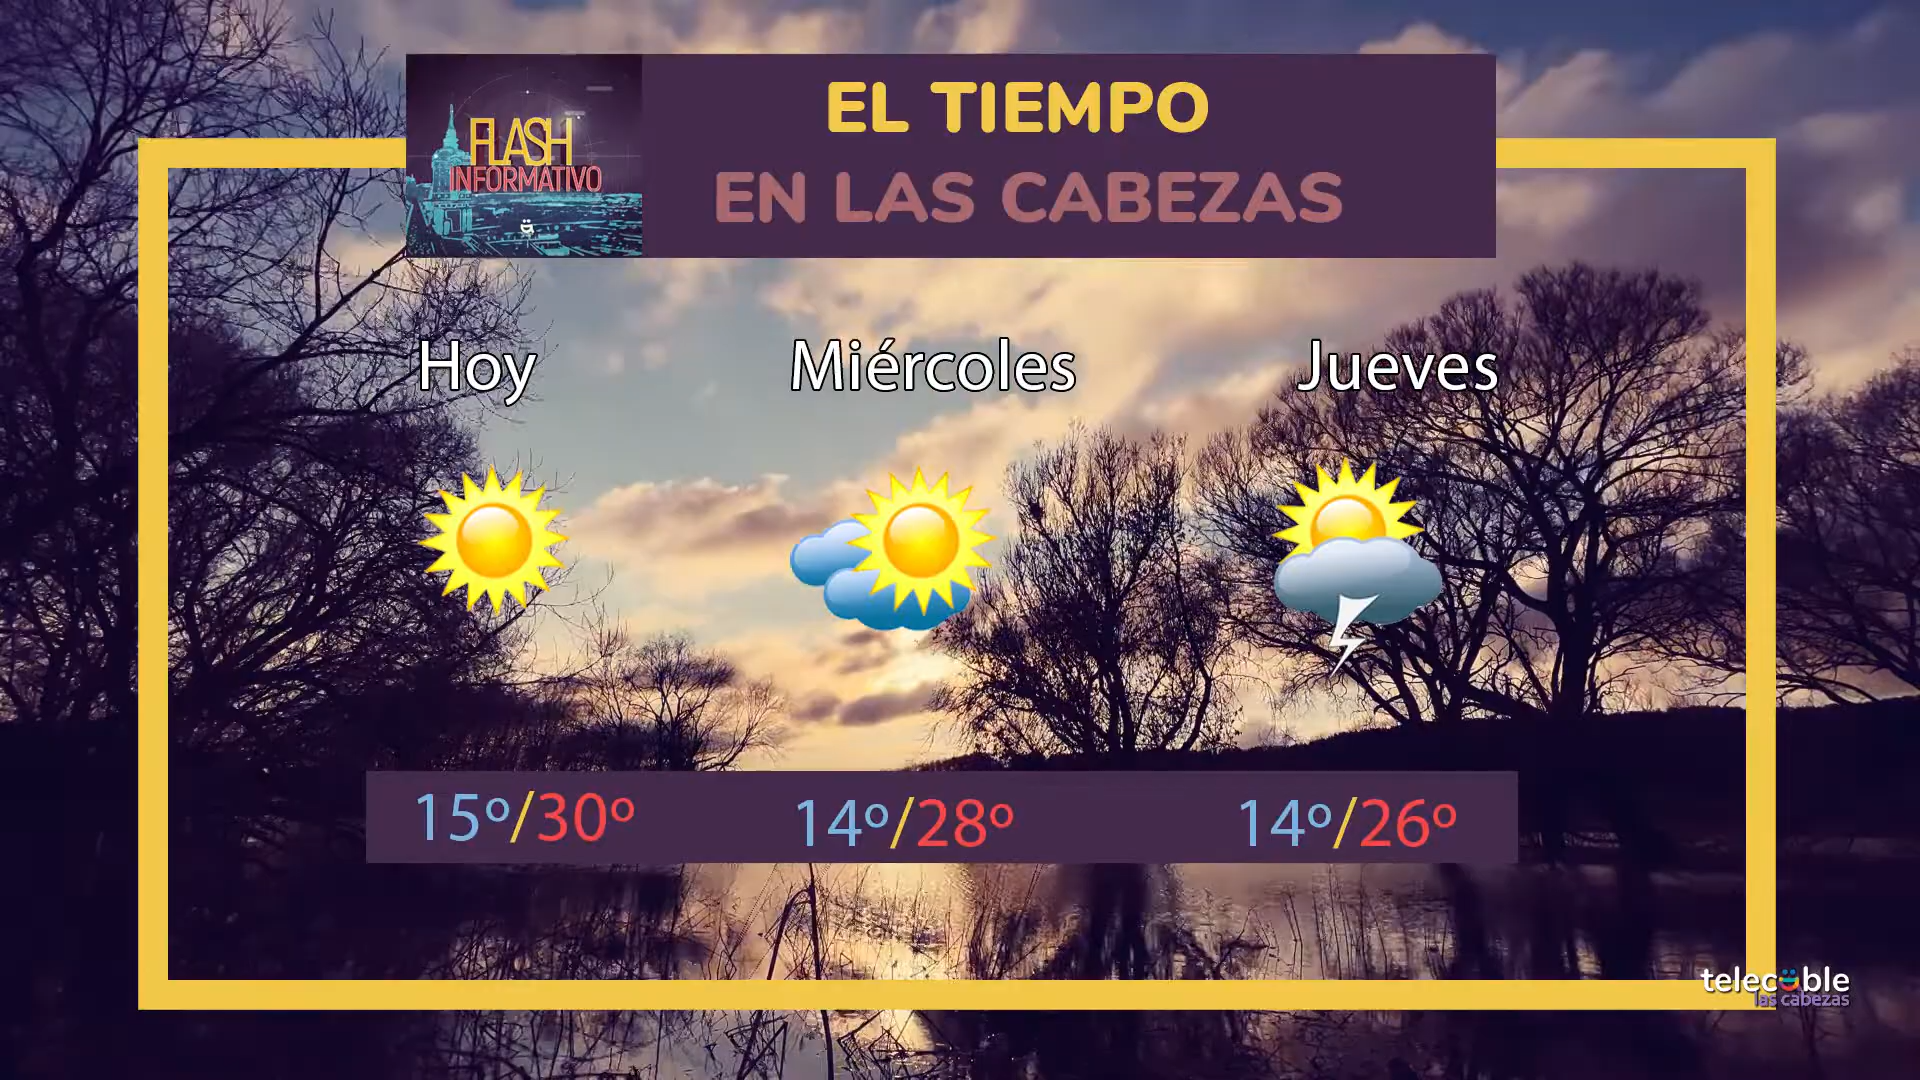 FLASH
INFORMATIVO
EL TIEMPO
EN LAS CABEZAS
Hoy
Miércoles
Jueves
15º/30º
14º/28º
14º/26º
telecable
las cabezas